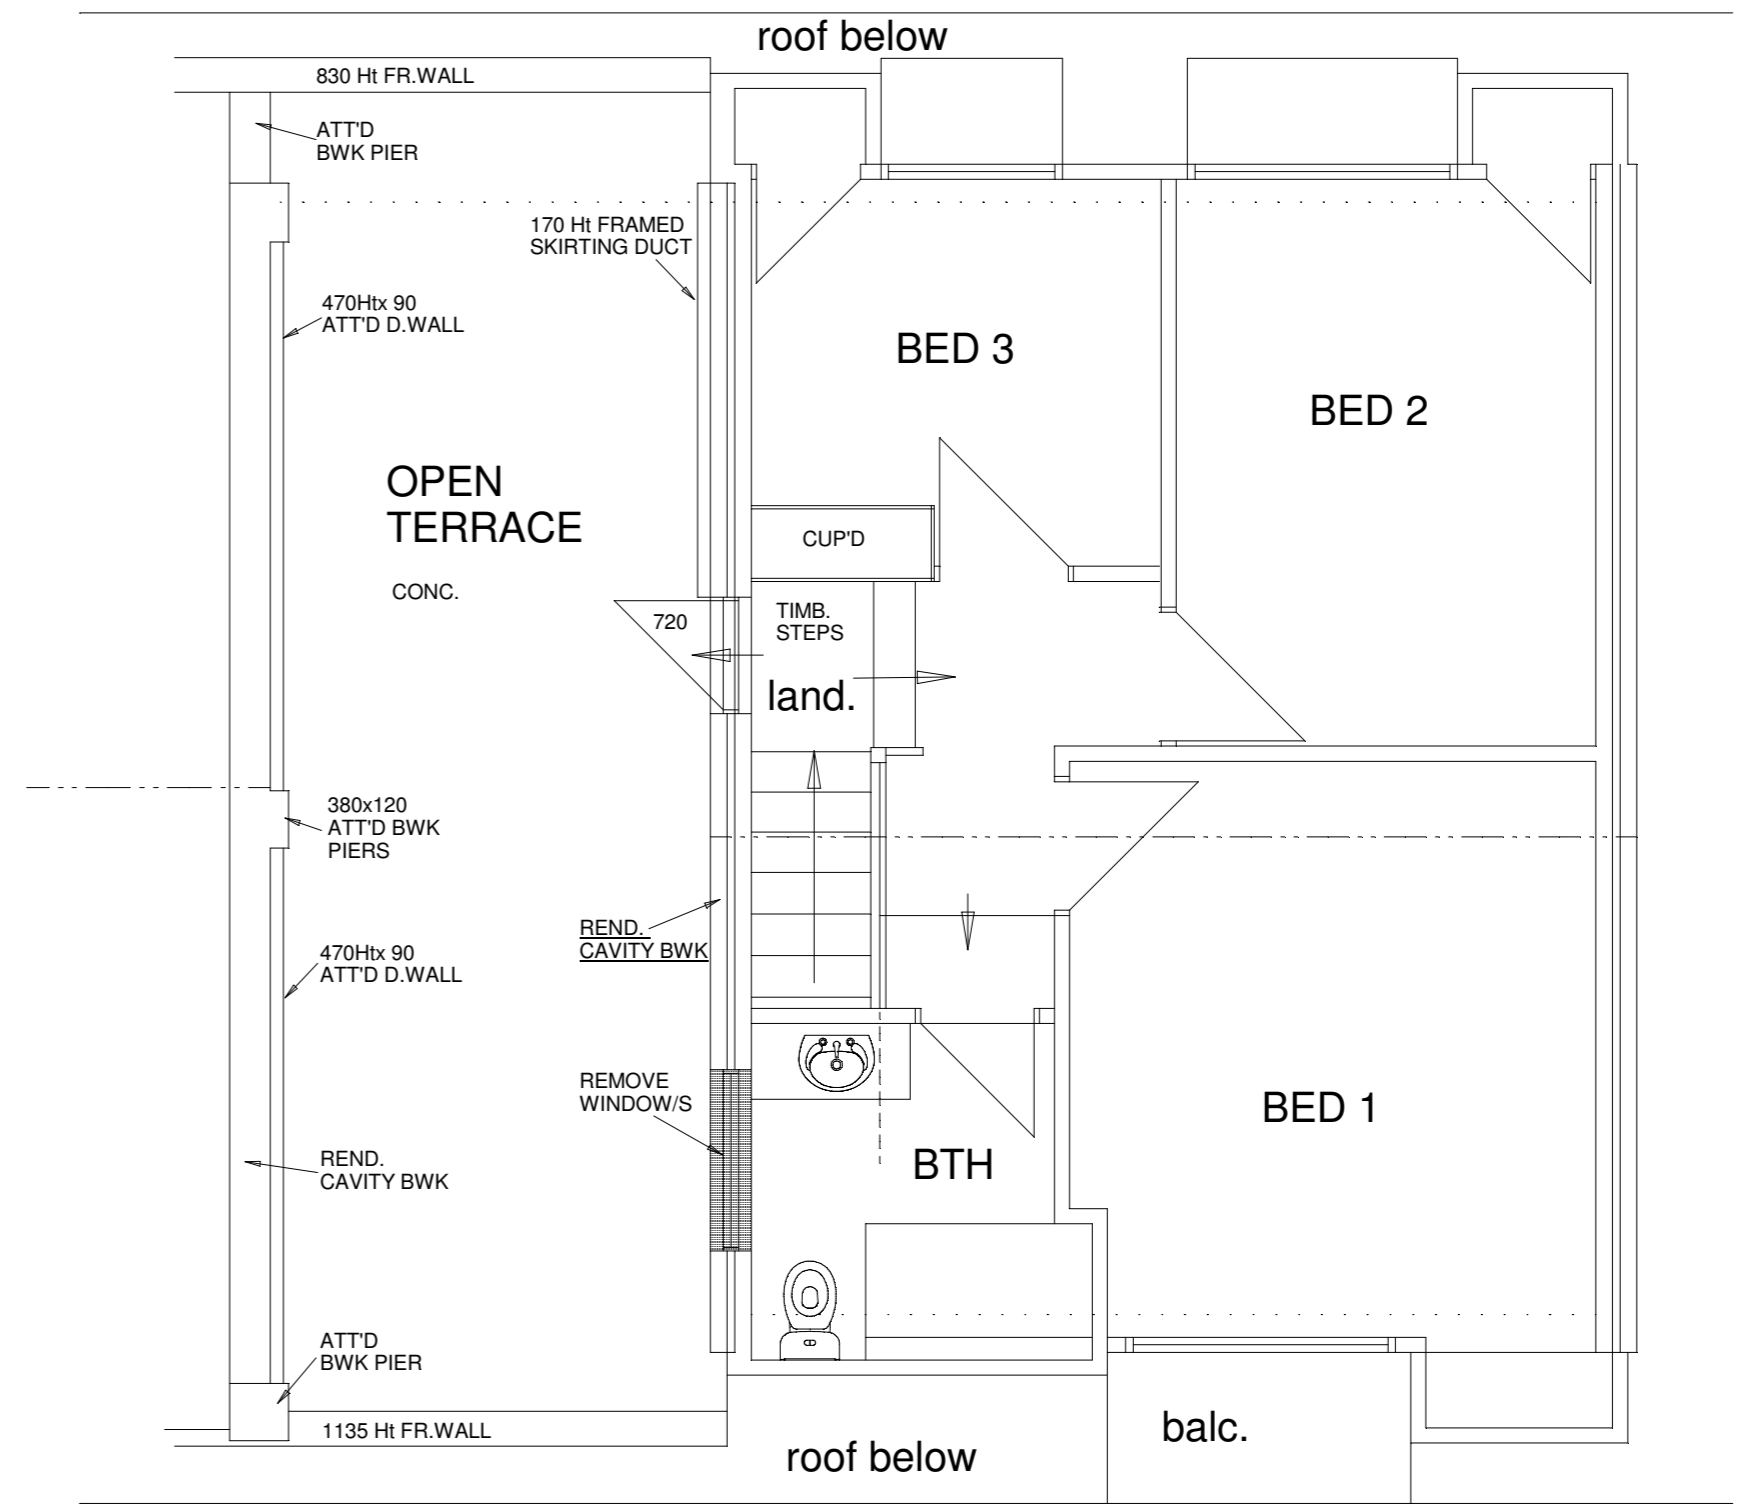 roof below
830 Ht FR.WALL
ATT'D
BWK PIER
170 Ht FRAMED
SKIRTING DUCT
470Htx 90
ATT'D D.WALL
BED 3
BED 2
OPEN
TERRACE
CONC.
CUP'D
720
TIMB.
STEPS
land.
380x120
ATT'D BWK
PIERS
REND.
CAVITY BWK
470Htx 90
ATT'D D.WALL
REMOVE
WINDOW/S
BED 1
REND.
CAVITY BWK
BTH
ATT'D
BWK PIER
1135 Ht FR.WALL
balc.
roof below